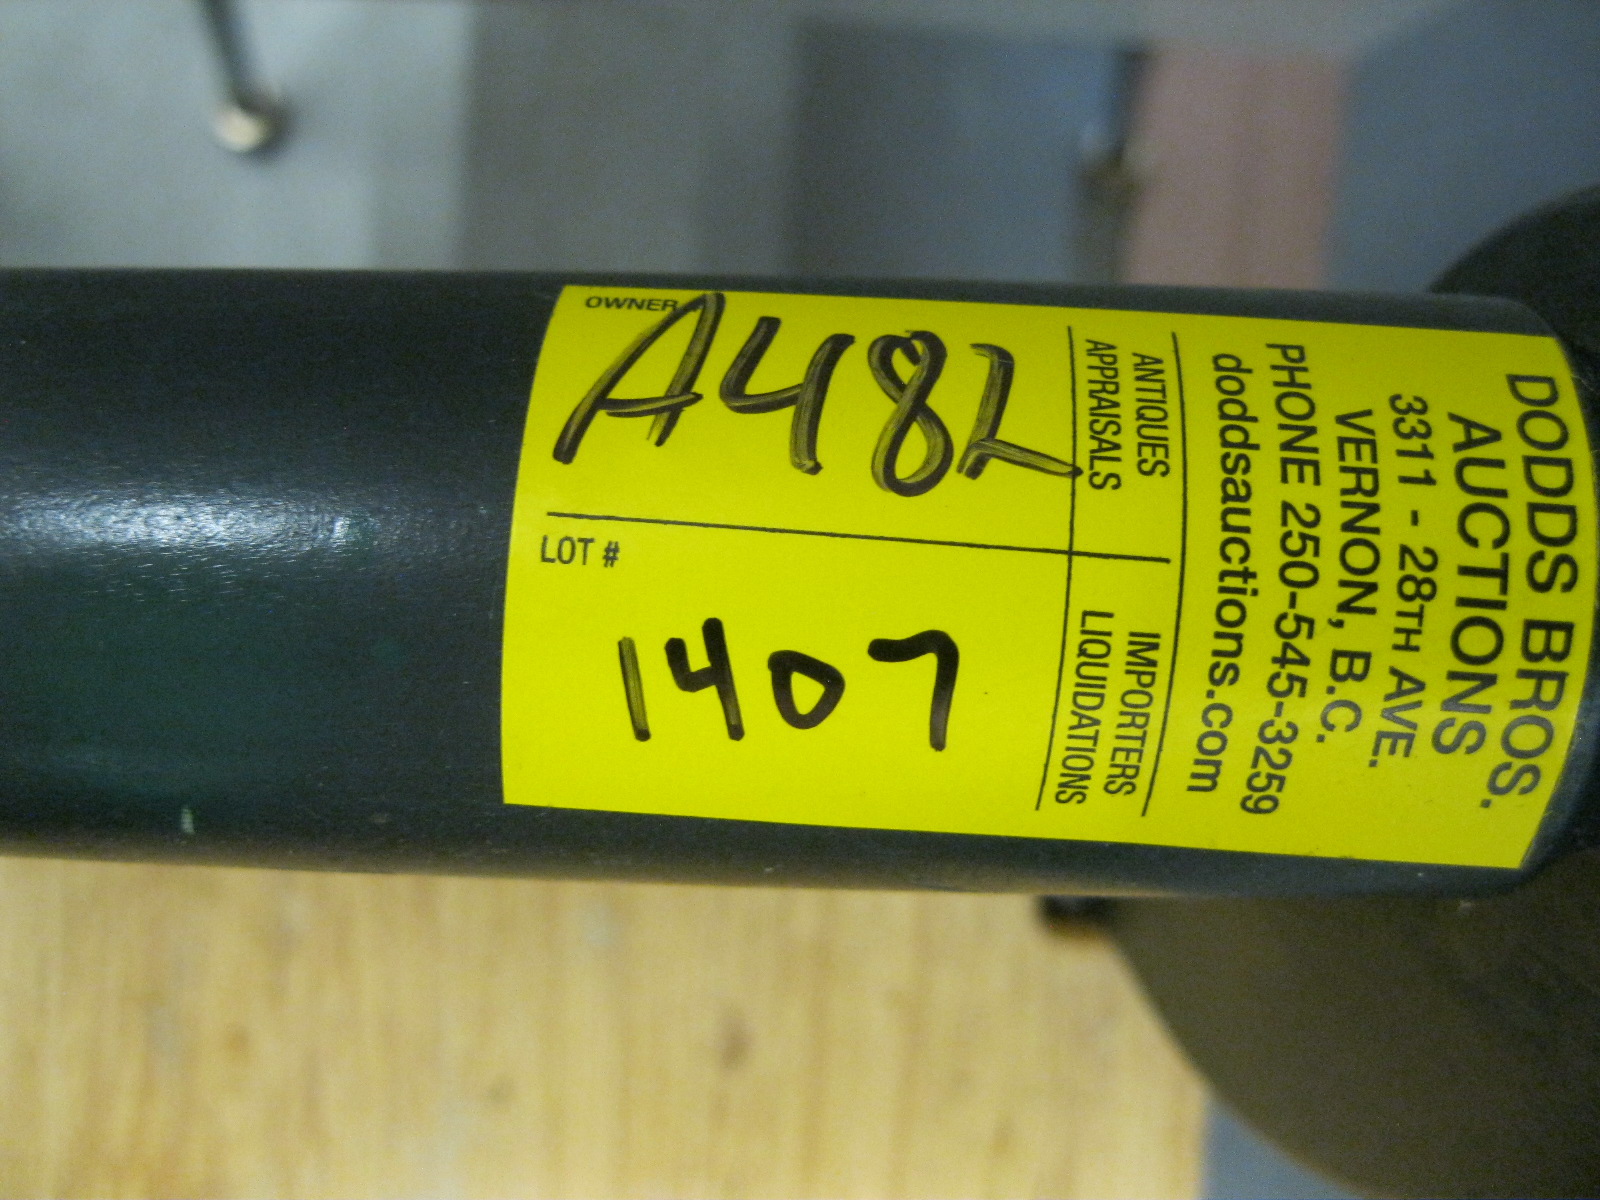 DODDS BROS.
AUCTIONS
3311 - 28TH AVE.
VERNON, B.C.
PHONE 250-545-3259
doddsauctions.com
ANTIQUES
APPRAISALS
IMPORTERS
LIQUIDATIONS
OWNER
A482
LOT #
1407